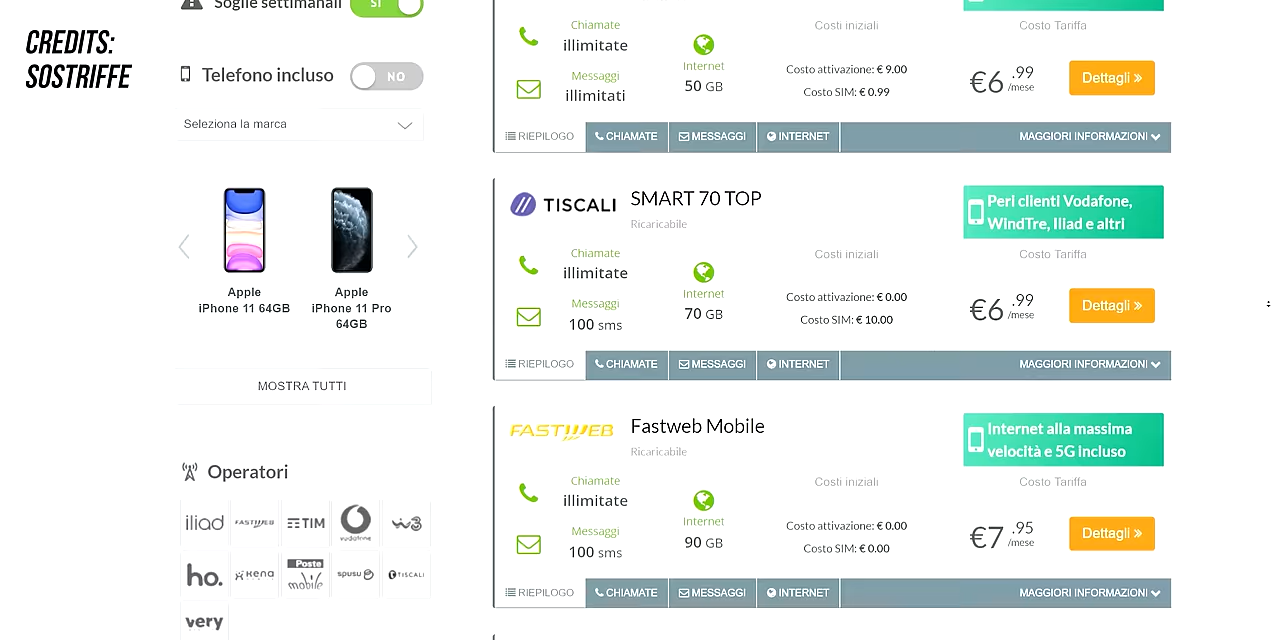 CREDITS:
SOSTRIFFE
Soglie settimanali
SI
Telefono incluso
NO
Seleziona la marca
Apple
iPhone 11 64GB
Apple
iPhone 11 Pro
64GB
MOSTRA TUTTI
Operatori
iliad FASTWEB TIM vodafone W3
ho. kena Poste mobile spusu TISCALI
very
Chiamate
illimitate
Messaggi
illimitati
Internet
50 GB
Costi iniziali
Costo attivazione: € 9.00
Costo SIM: € 0.99
Costo Tariffa
€6 .99
/mese
Dettagli »
RIEPILOGO CHIAMATE MESSAGGI INTERNET MAGGIORI INFORMAZIONI
TISCALI
SMART 70 TOP
Ricaricabile
Peri clienti Vodafone,
WindTre, Iliad e altri
Chiamate
illimitate
Messaggi
100 sms
Internet
70 GB
Costi iniziali
Costo attivazione: € 0.00
Costo SIM: € 10.00
Costo Tariffa
€6 .99
/mese
Dettagli »
RIEPILOGO CHIAMATE MESSAGGI INTERNET MAGGIORI INFORMAZIONI
FASTWEB
Fastweb Mobile
Ricaricabile
Internet alla massima
velocità e 5G incluso
Chiamate
illimitate
Messaggi
100 sms
Internet
90 GB
Costi iniziali
Costo attivazione: € 0.00
Costo SIM: € 0.00
Costo Tariffa
€7 .95
/mese
Dettagli »
RIEPILOGO CHIAMATE MESSAGGI INTERNET MAGGIORI INFORMAZIONI